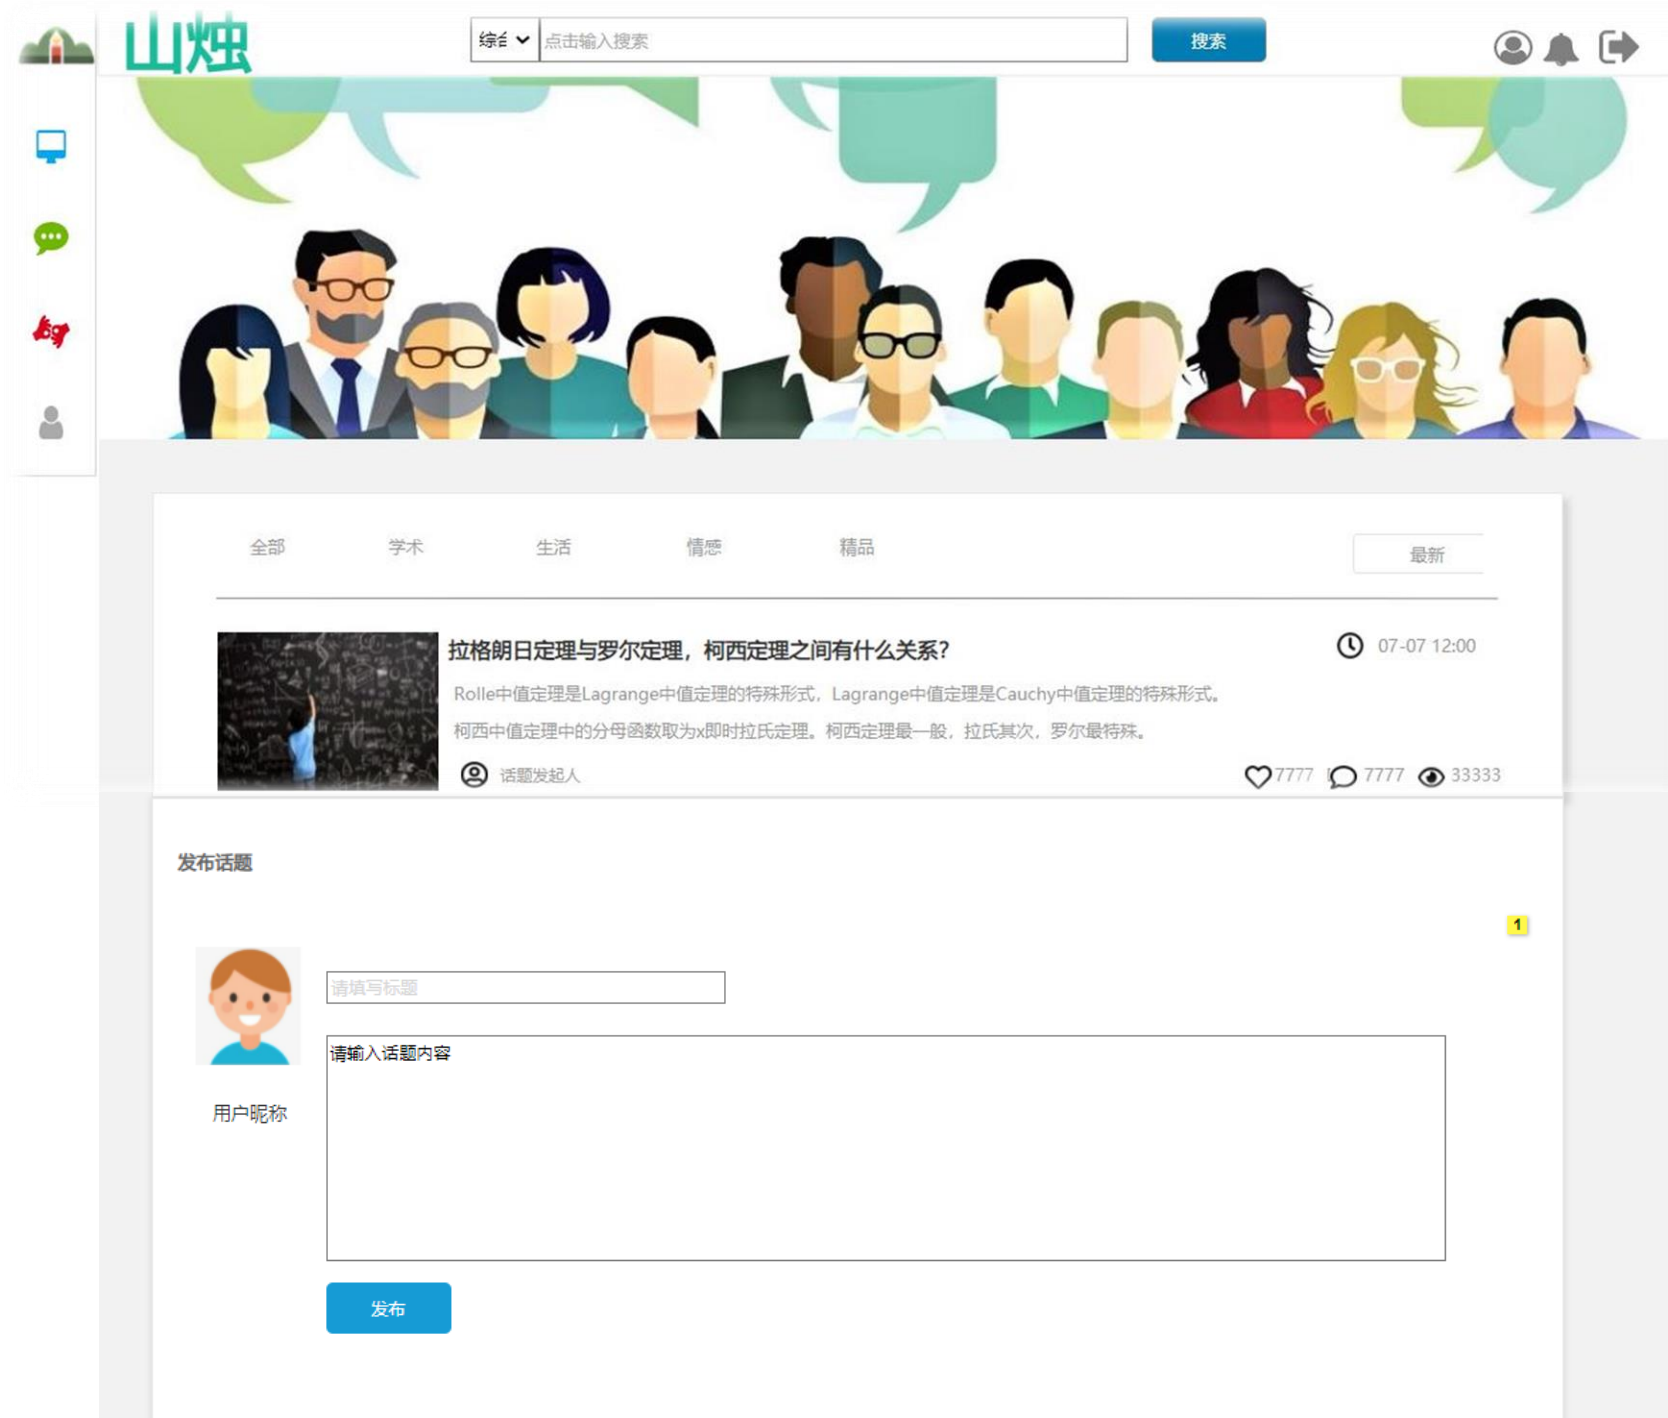 山烛
综合 点击输入搜索 搜索
全部 学术 生活 情感 精品 最新
拉格朗日定理与罗尔定理，柯西定理之间有什么关系？ 07-07 12:00
Rolle中值定理是Lagrange中值定理的特殊形式，Lagrange中值定理是Cauchy中值定理的特殊形式。
柯西中值定理中的分母函数取为x即时拉氏定理。柯西定理最一般，拉氏其次，罗尔最特殊。
话题发起人 7777 7777 33333
发布话题
1
请填写标题
请输入话题内容
用户昵称
发布